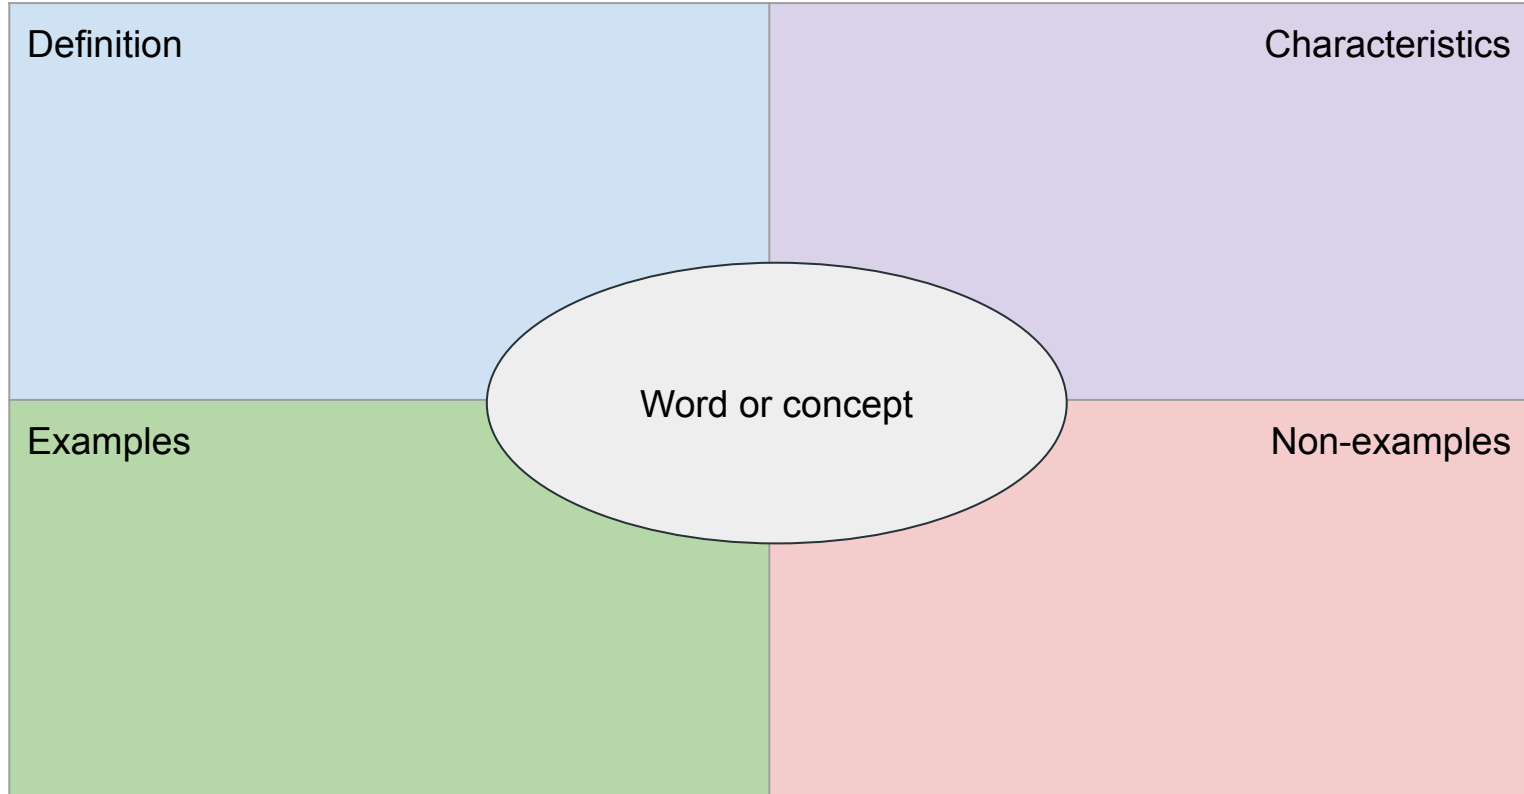 Definition
Characteristics
Word or concept
Examples
Non-examples